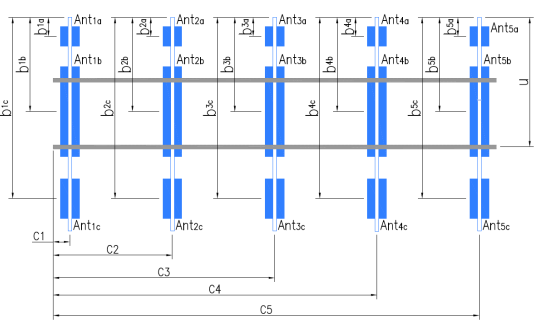 Ant1a Ant2a Ant3a Ant4a Ant5a
b1a b2a b3a b4a b5a
Ant1b Ant2b Ant3b Ant4b Ant5b
b1b b2b b3b b4b b5b
u
b1c b2c b3c b4c b5c
Ant1c Ant2c Ant3c Ant4c Ant5c
C1
C2
C3
C4
C5